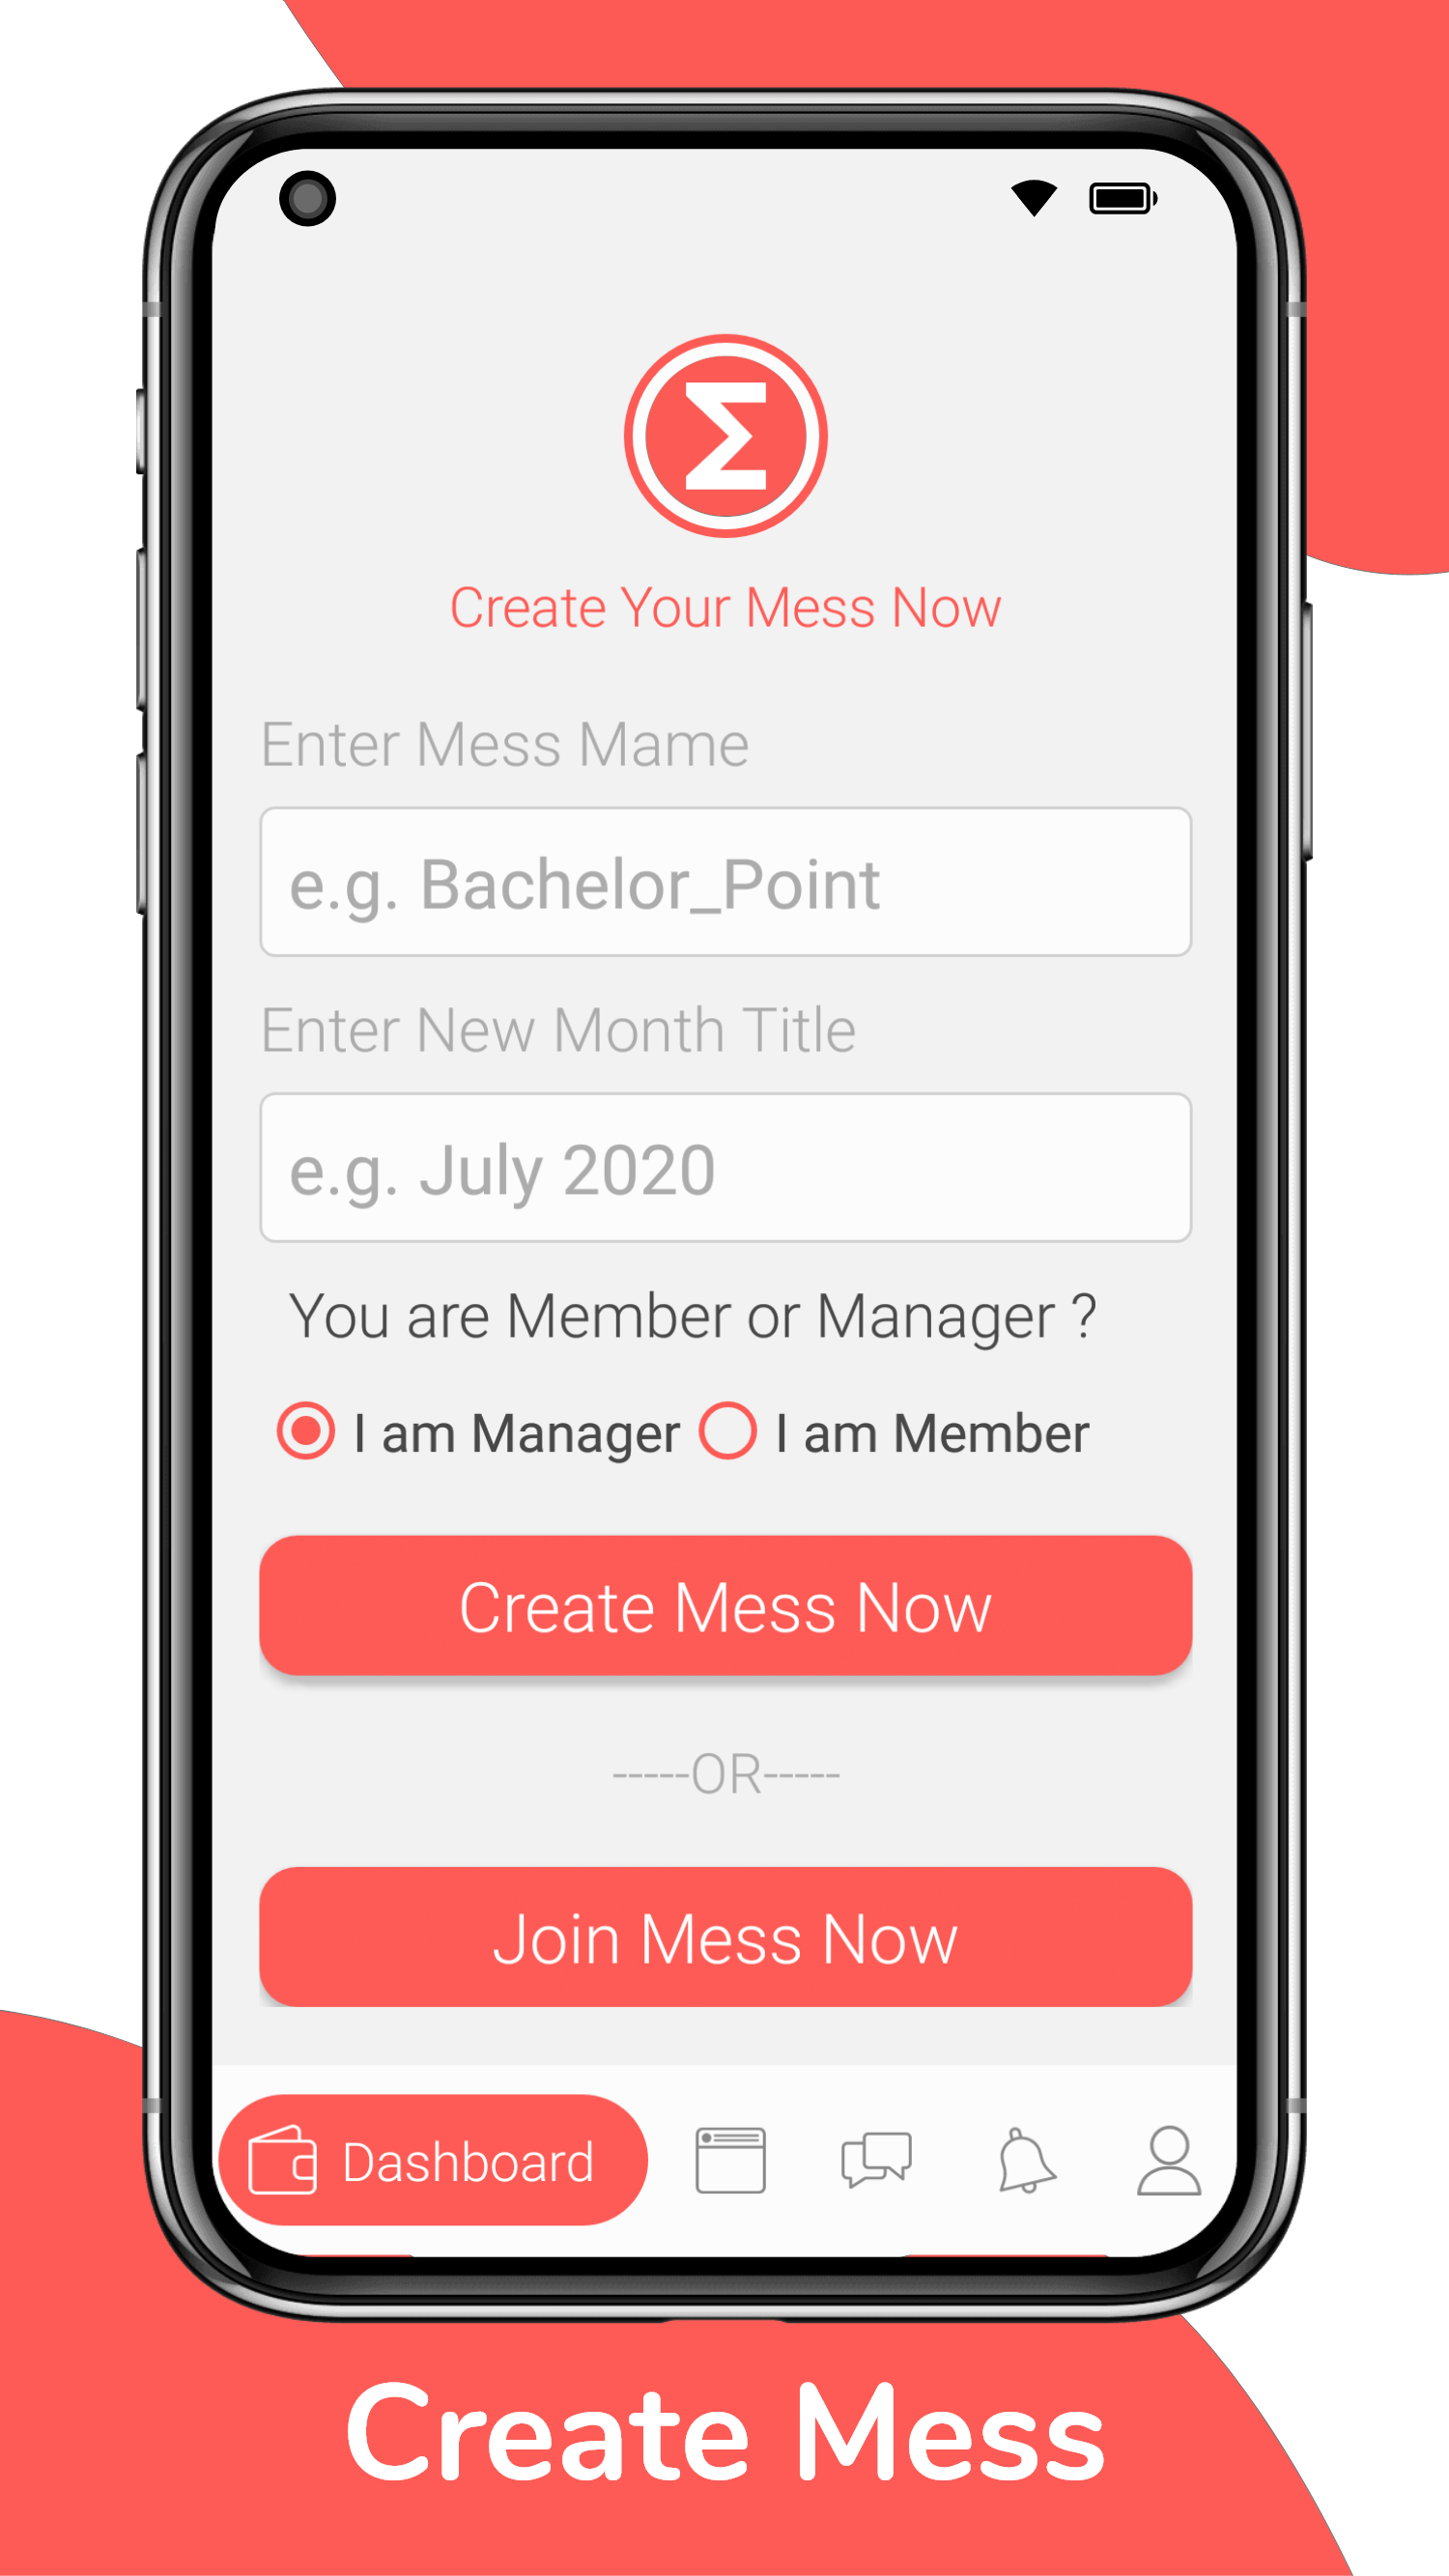 Σ
Create Your Mess Now
Enter Mess Mame
e.g. Bachelor_Point
Enter New Month Title
e.g. July 2020
You are Member or Manager ?
I am Manager I am Member
Create Mess Now
-----OR-----
Join Mess Now
Dashboard
Create Mess